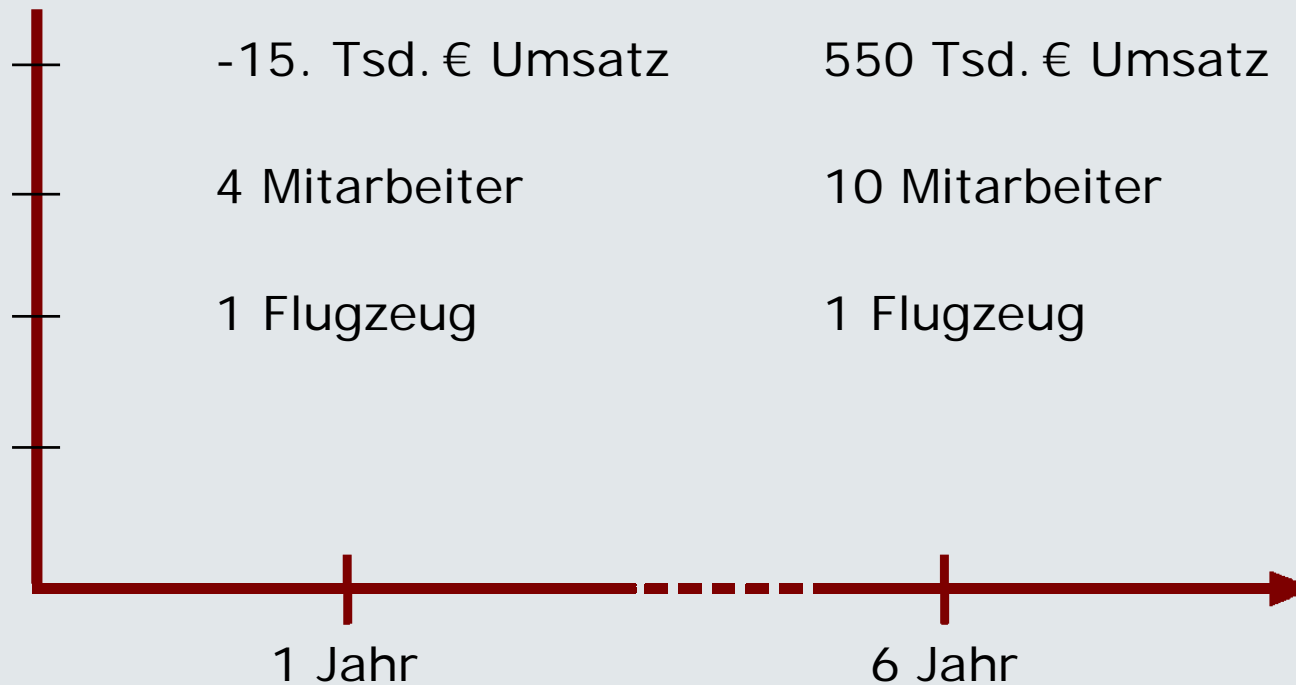 -15. Tsd. € Umsatz 550 Tsd. € Umsatz
4 Mitarbeiter 10 Mitarbeiter
1 Flugzeug 1 Flugzeug
1 Jahr 6 Jahr